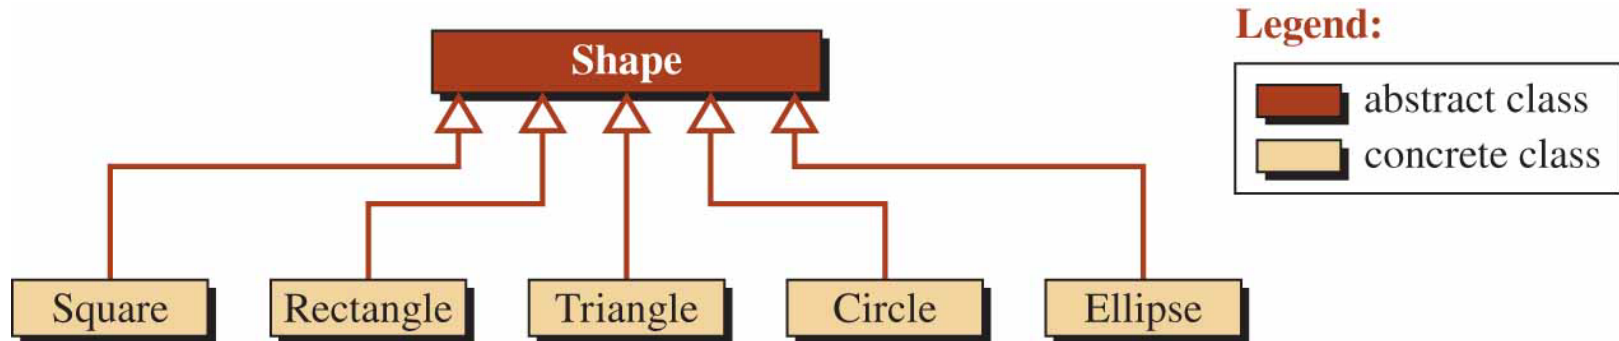 Shape
Legend:
abstract class
concrete class
Square
Rectangle
Triangle
Circle
Ellipse